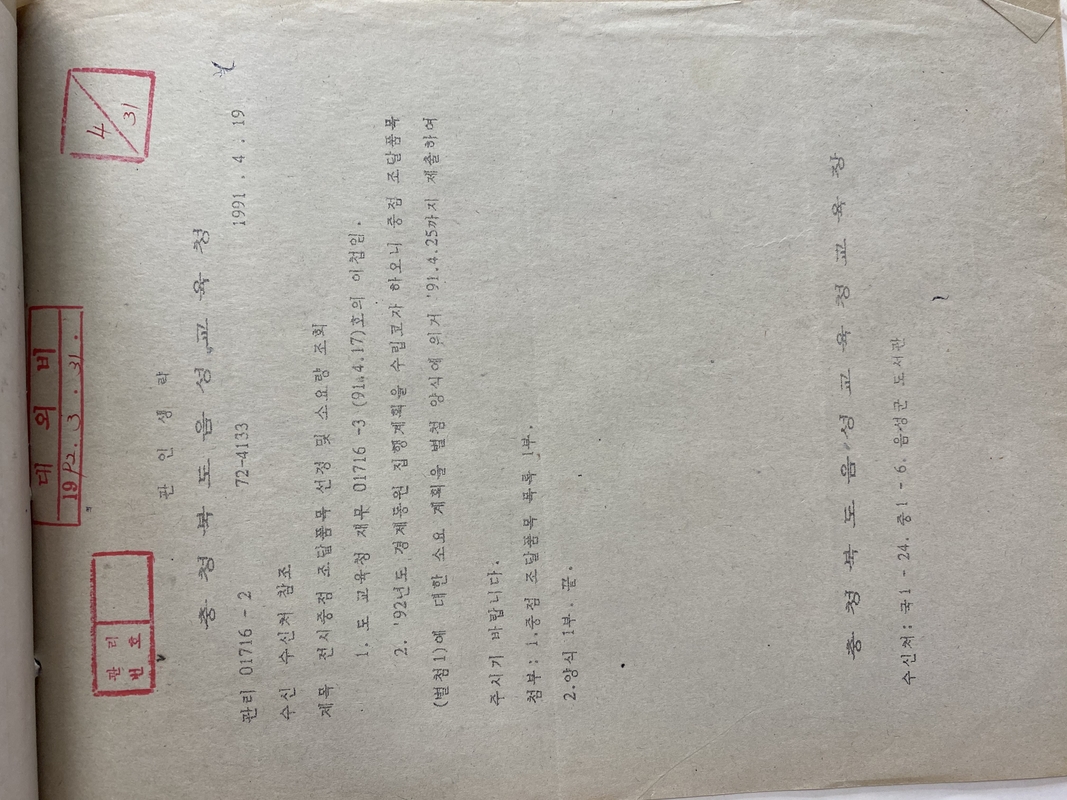 관리
번호
대외비
1992. 3. 31.
4/31
관인생략
충청북도음성교육청
관리 01716 - 2 72-4133 1991. 4. 19
수신 수신처 참조
제목 전시중점 조달품목 선정 및 소요량 조회
1. 도 교육청 재무 01716 -3 (91.4.17)호의 이첩임.
2. '92년도 경제동원 집행계획을 수립코자 하오니 중점 조달품목
(별첨1)에 대한 소요 계획을 별첨 양식에 의거 '91.4.25까지 제출하여
주시기 바랍니다.
첨부: 1.중점 조달품목 목록 1부.
2.양식 1부. 끝.
충청북도음성교육청교육장
수신처: 국1 - 24. 중1 - 6. 음성군 도서관